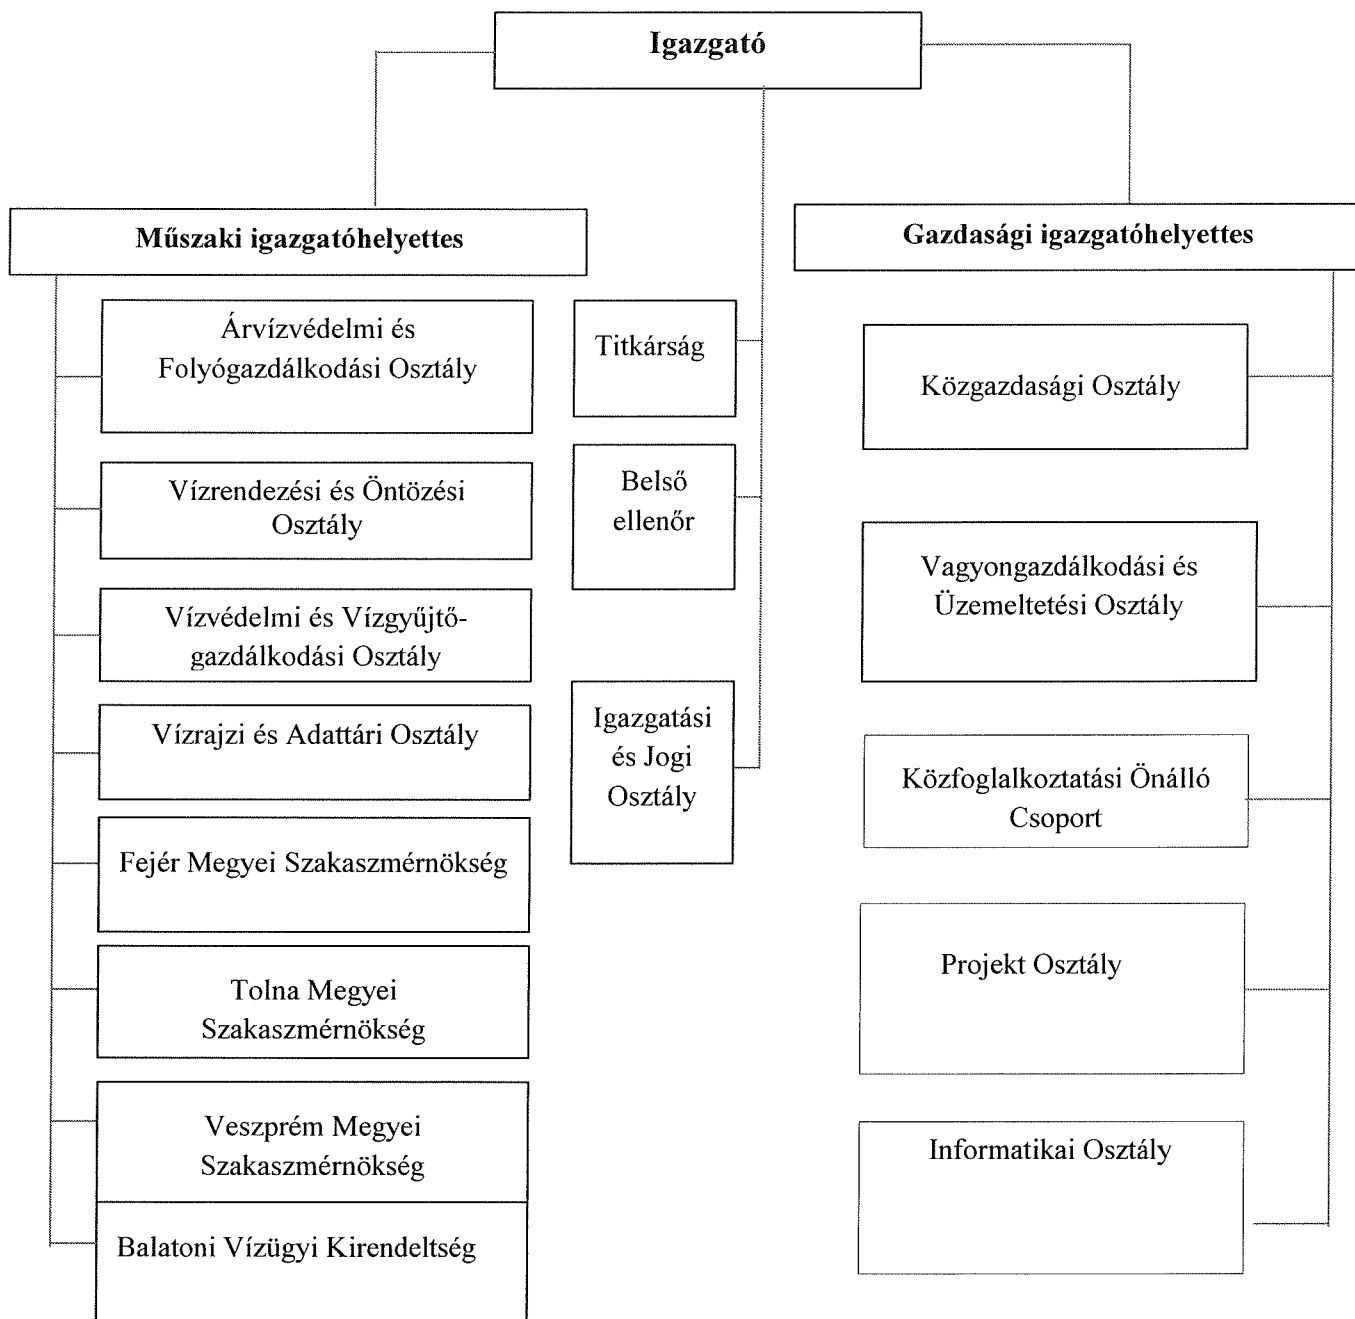 Igazgató
Műszaki igazgatóhelyettes
Árvízvédelmi és
Folyógazdálkodási Osztály
Vízrendezési és Öntözési
Osztály
Vízvédelmi és Vízgyűjtő-
gazdálkodási Osztály
Vízrajzi és Adattári Osztály
Fejér Megyei Szakaszmérnökség
Tolna Megyei
Szakaszmérnökség
Veszprém Megyei
Szakaszmérnökség
Balatoni Vízügyi Kirendeltség
Titkárság
Belső
ellenőr
Igazgatási
és Jogi
Osztály
Gazdasági igazgatóhelyettes
Közgazdasági Osztály
Vagyongazdálkodási és
Üzemeltetési Osztály
Közfoglalkoztatási Önálló
Csoport
Projekt Osztály
Informatikai Osztály